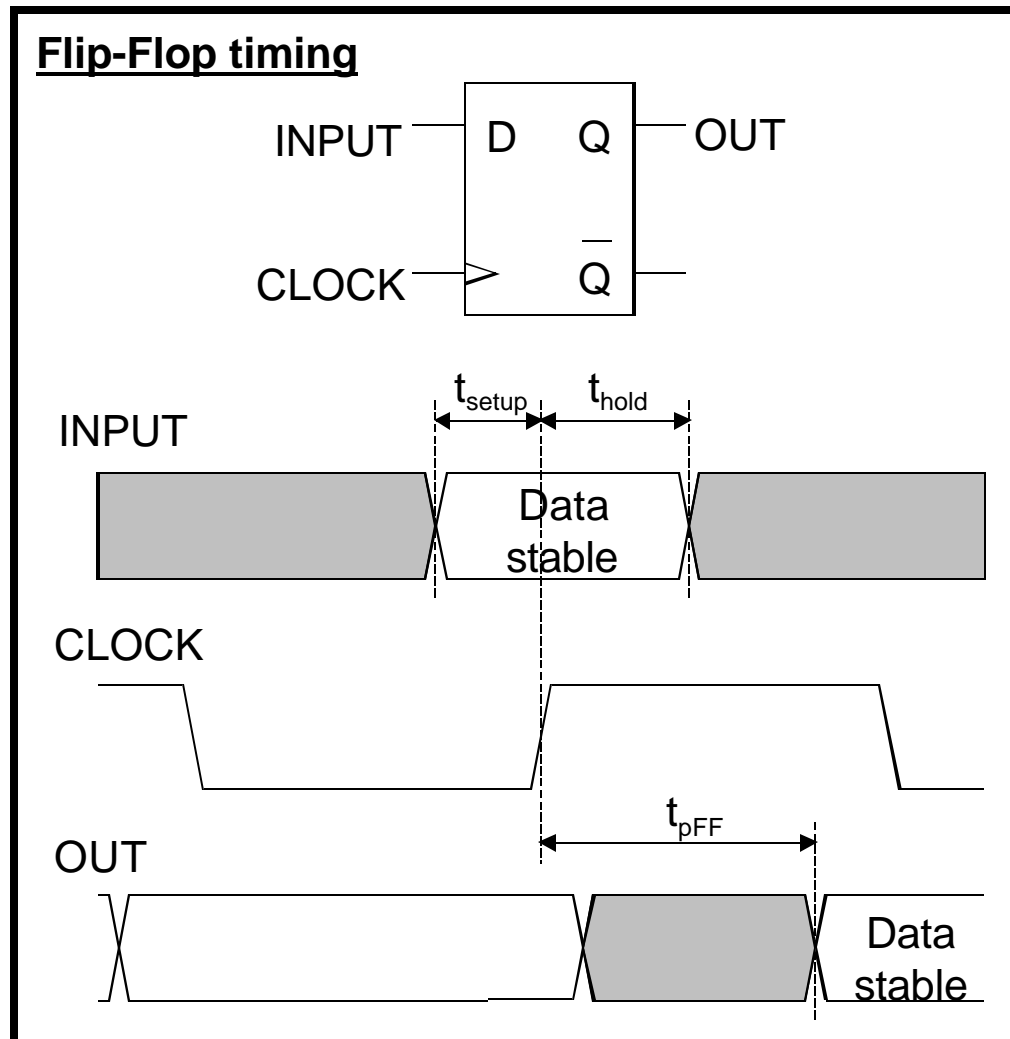 Flip-Flop timing
INPUT D Q OUT
CLOCK Q̅
t_setup t_hold
INPUT
Data
stable
CLOCK
t_pFF
OUT
Data
stable